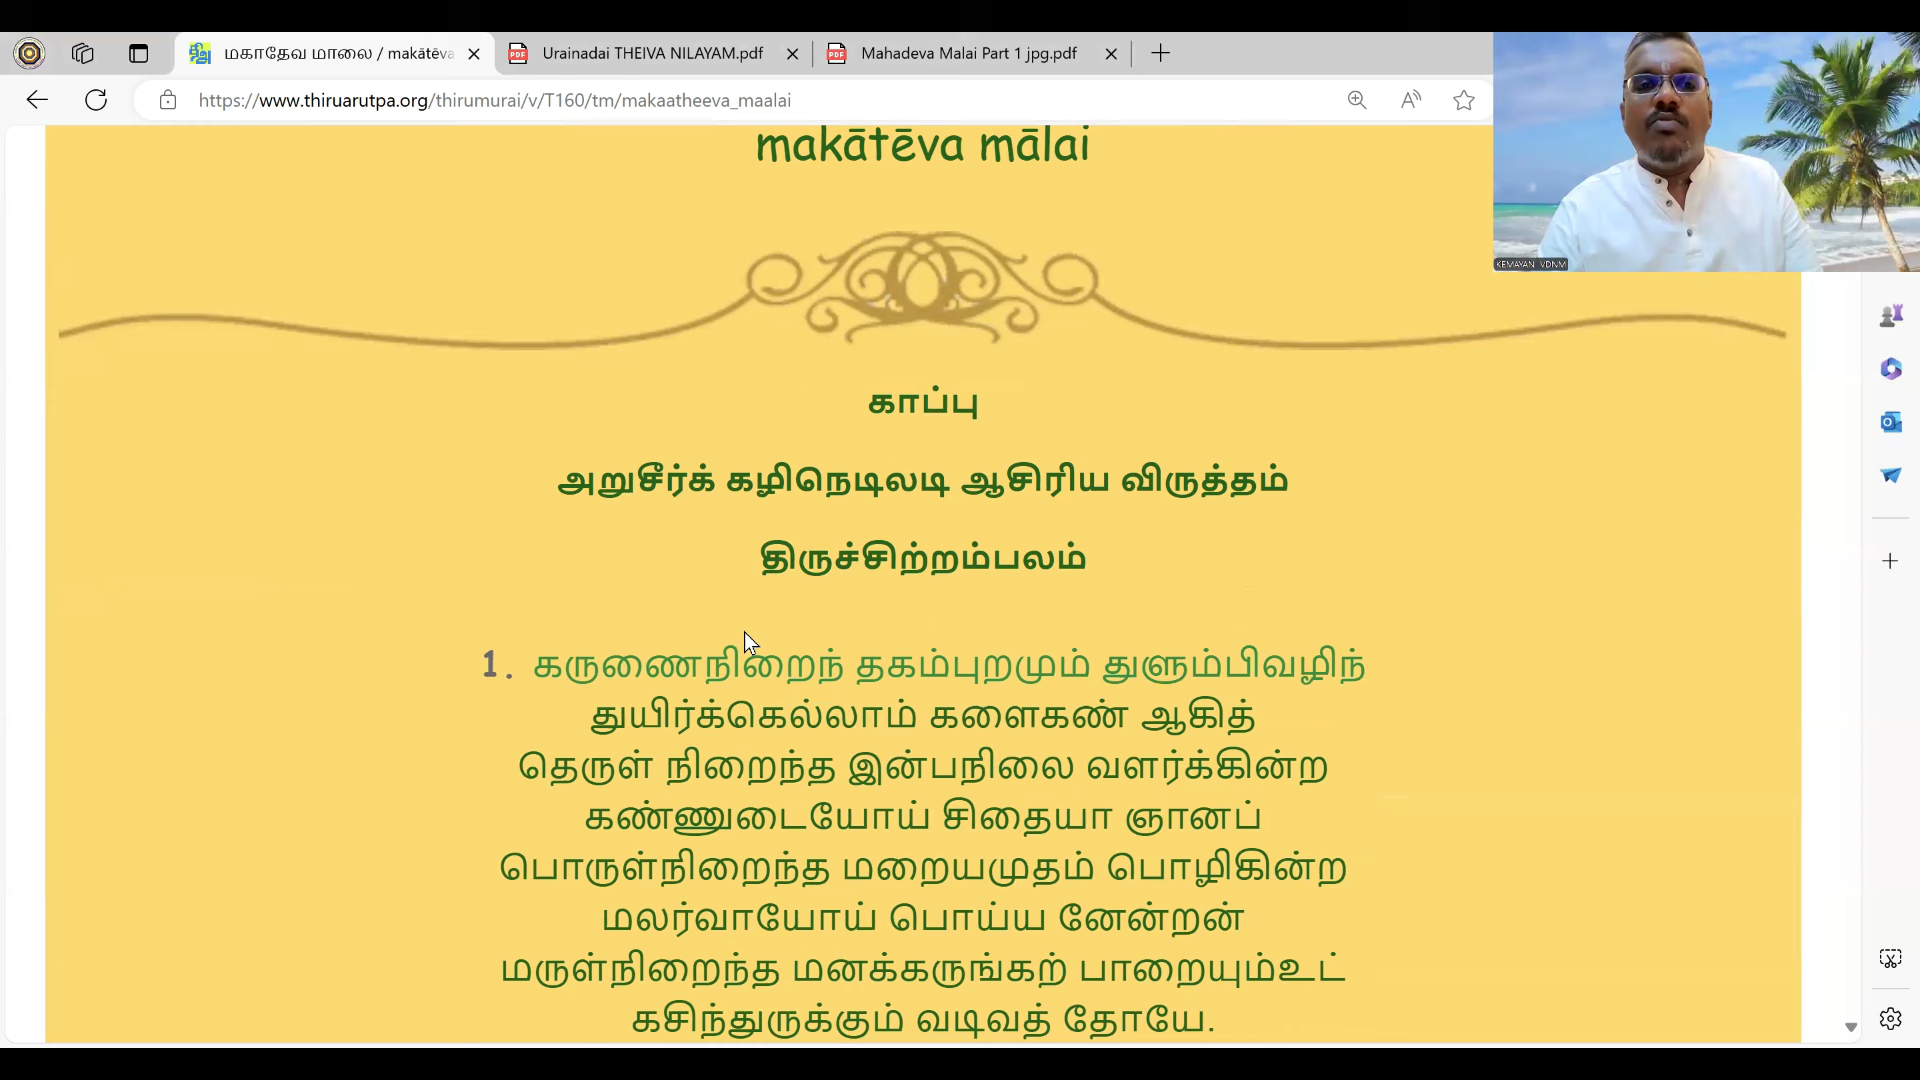 மகாதேவ மாலை / makātēva
Urainadai THEIVA NILAYAM.pdf
Mahadeva Malai Part 1 jpg.pdf
https://www.thiruarutpa.org/thirumurai/v/T160/tm/makaatheeva_maalai
KEMAYAN VDNM
makātēva mālai
காப்பு
அறுசீர்க் கழிநெடிலடி ஆசிரிய விருத்தம்
திருச்சிற்றம்பலம்
1. கருணைநிறைந் தகம்புறமும் துளும்பிவழிந்
துயிர்க்கெல்லாம் களைகண் ஆகித்
தெருள் நிறைந்த இன்பநிலை வளர்க்கின்ற
கண்ணுடையோய் சிதையா ஞானப்
பொருள்நிறைந்த மறையமுதம் பொழிகின்ற
மலர்வாயோய் பொய்ய னேன்றன்
மருள்நிறைந்த மனக்கருங்கற் பாறையும்உட்
கசிந்துருக்கும் வடிவத் தோயே.